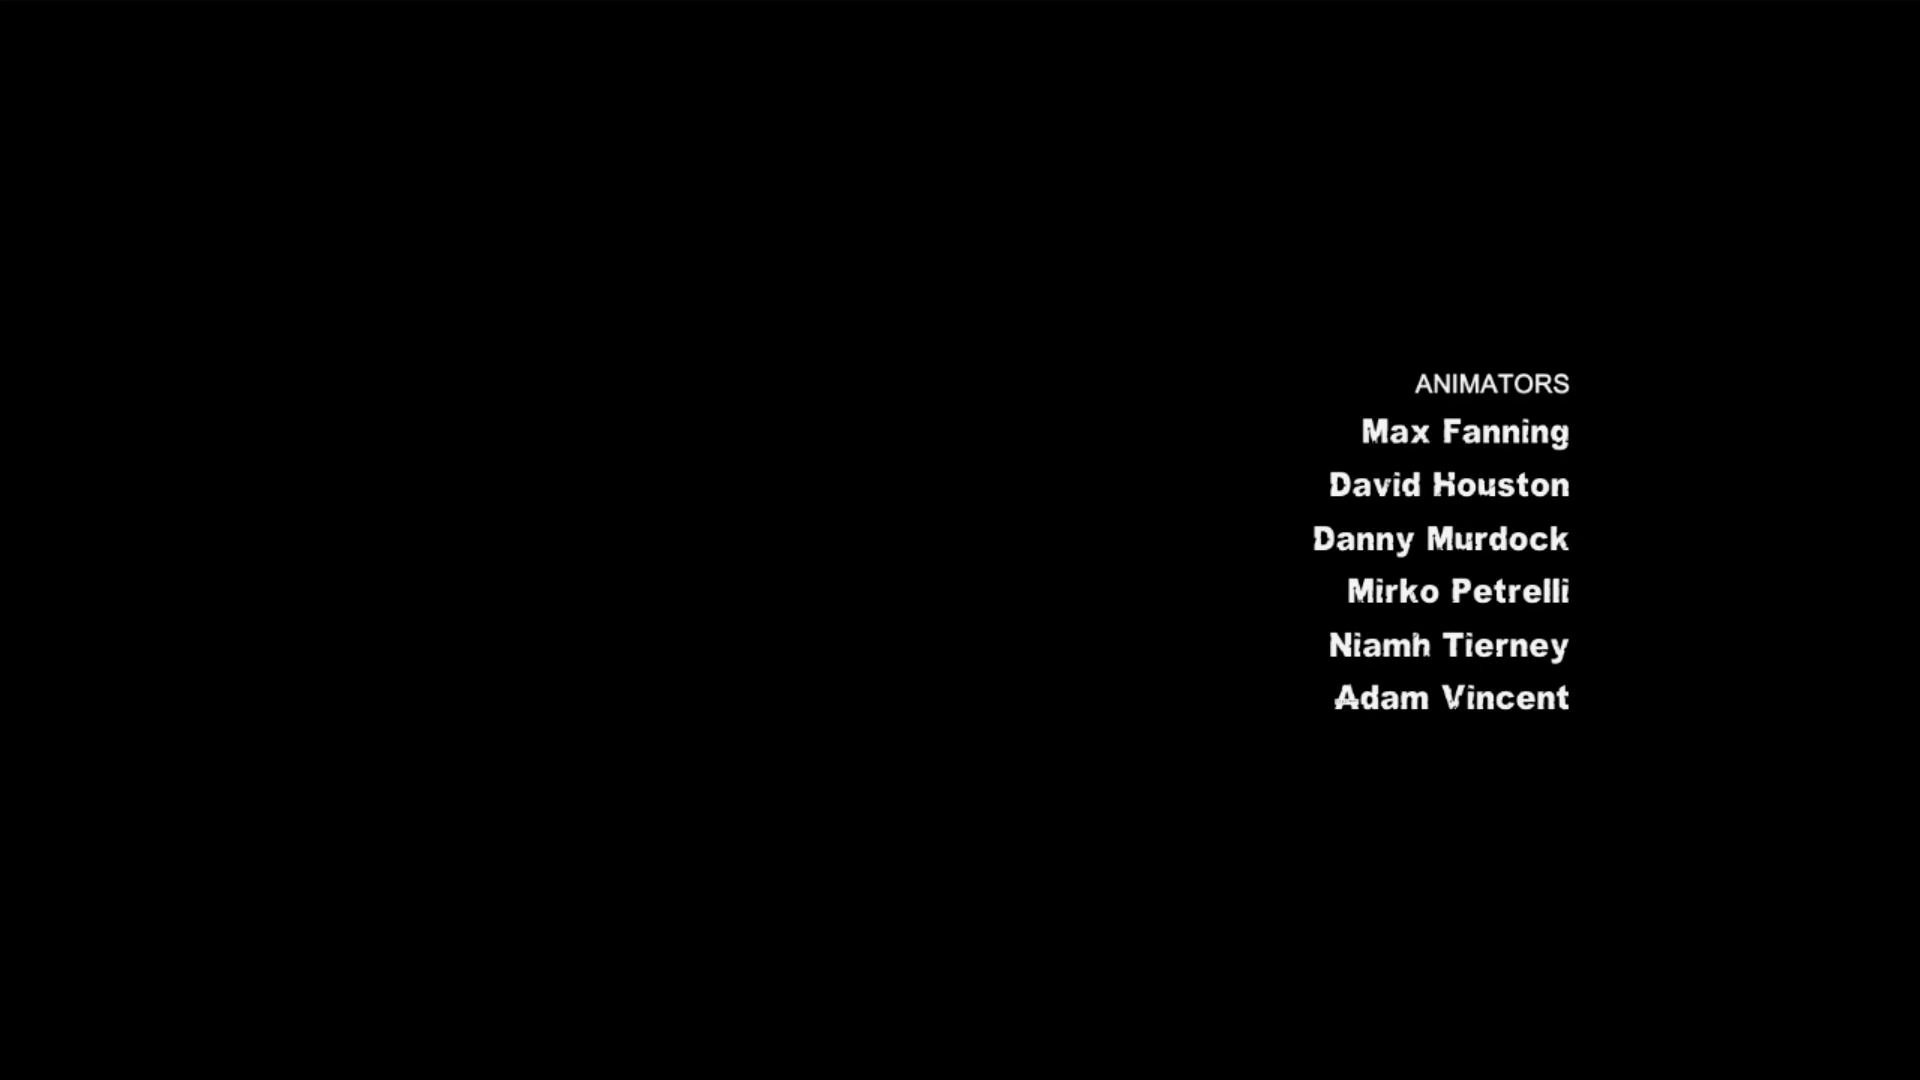 ANIMATORS
Max Fanning
David Houston
Danny Murdock
Mirko Petrelli
Niamh Tierney
Adam Vincent